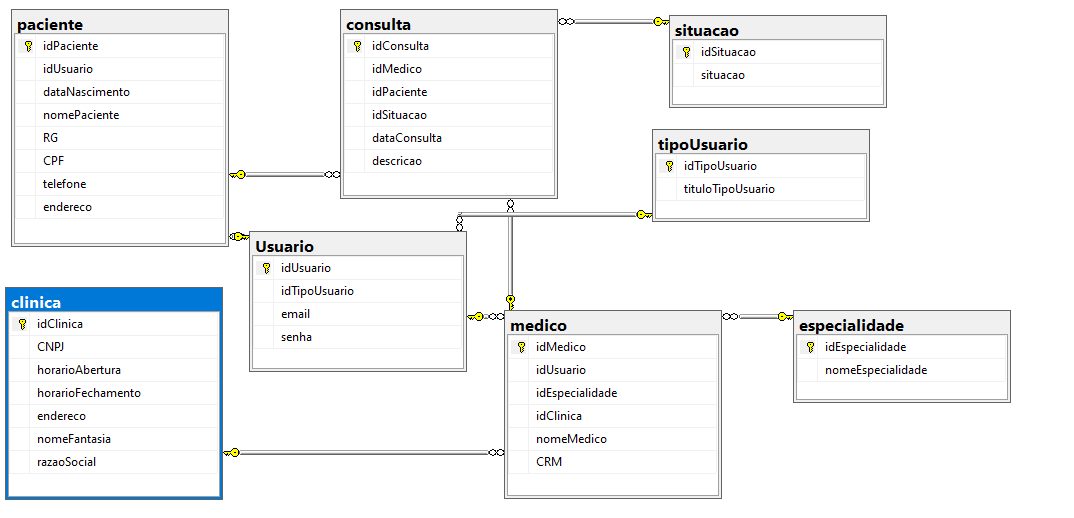 paciente
idPaciente
idUsuario
dataNascimento
nomePaciente
RG
CPF
telefone
endereco
consulta
idConsulta
idMedico
idPaciente
idSituacao
dataConsulta
descricao
situacao
idSituacao
situacao
tipoUsuario
idTipoUsuario
tituloTipoUsuario
Usuario
idUsuario
idTipoUsuario
email
senha
clinica
idClinica
CNPJ
horarioAbertura
horarioFechamento
endereco
nomeFantasia
razaoSocial
medico
idMedico
idUsuario
idEspecialidade
idClinica
nomeMedico
CRM
especialidade
idEspecialidade
nomeEspecialidade